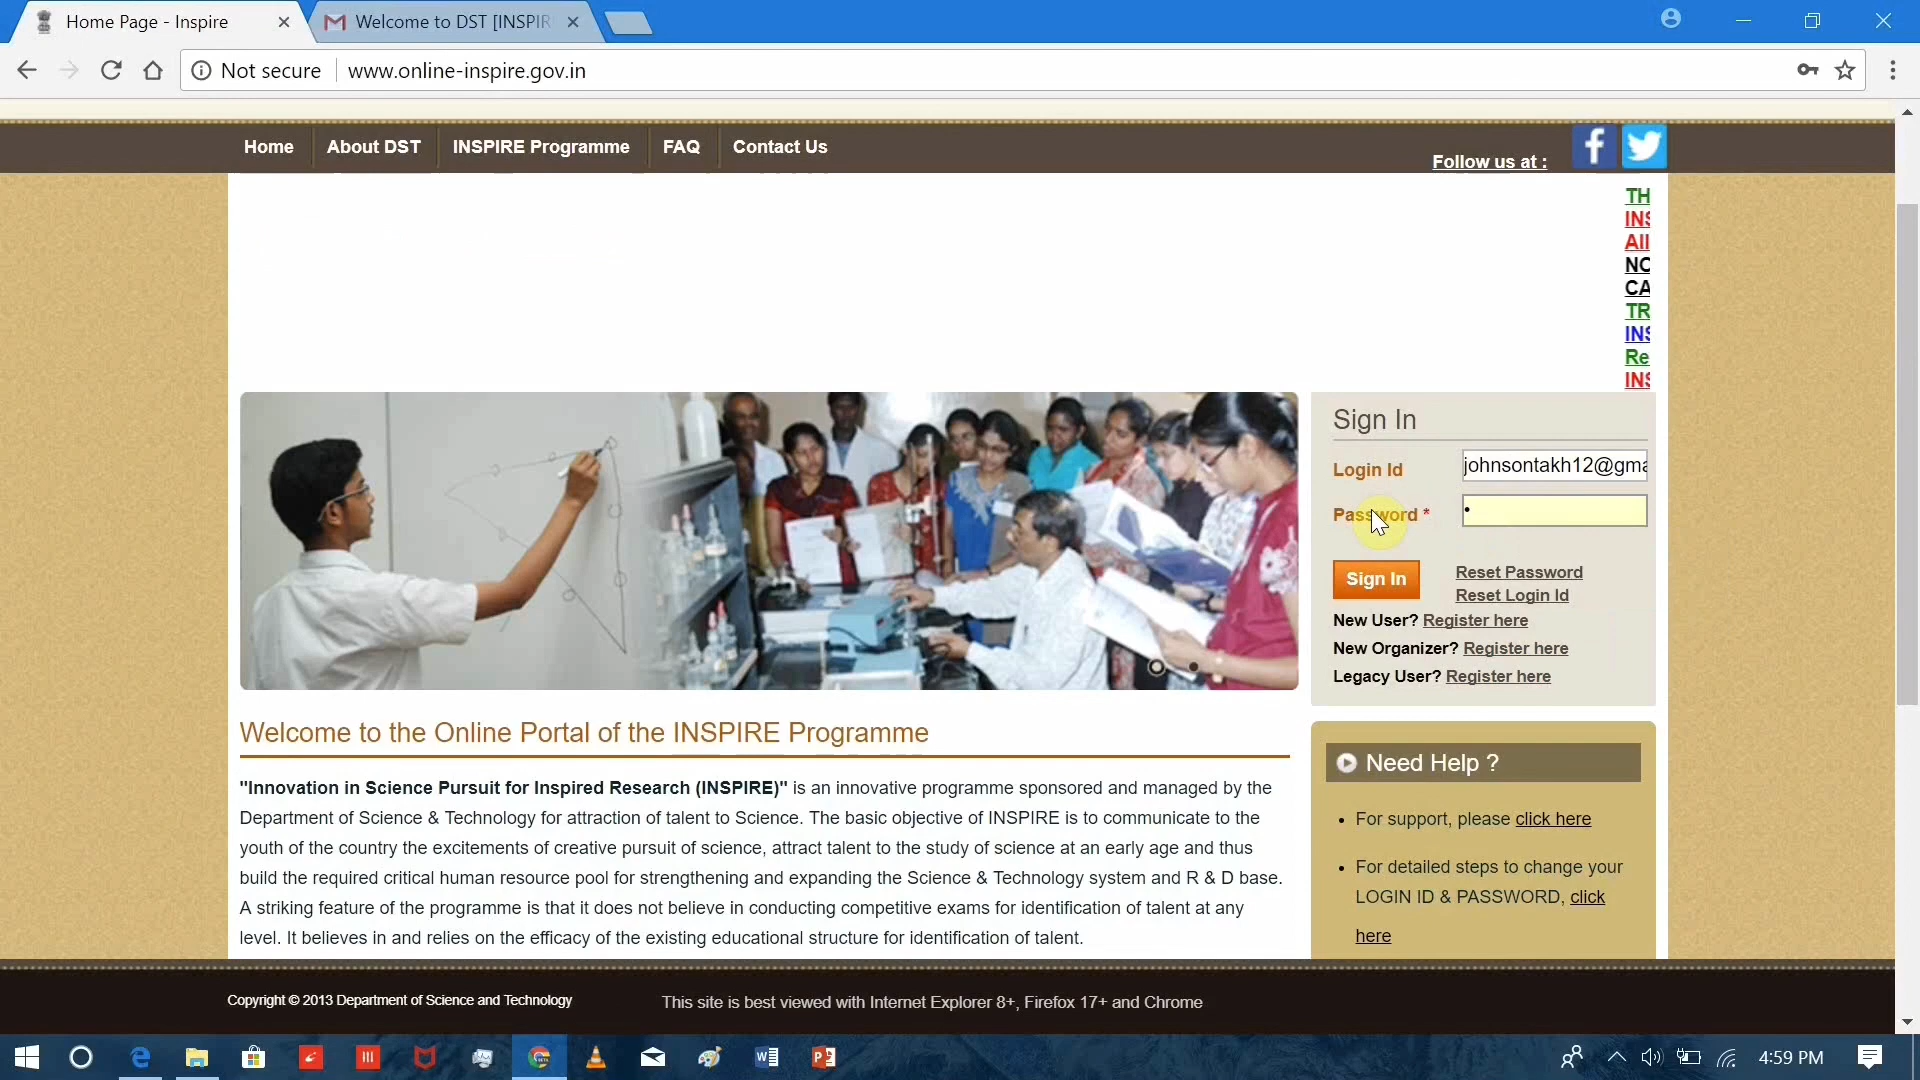 Home Page - Inspire
Welcome to DST [INSPIR
Not secure
www.online-inspire.gov.in
Home
About DST
INSPIRE Programme
FAQ
Contact Us
Follow us at :
TH
INS
All
NO
CA
TR
INS
Re
INS
Sign In
Login Id
johnsontakh12@gma
Password *
Sign In
Reset Password
Reset Login Id
New User? Register here
New Organizer? Register here
Legacy User? Register here
Welcome to the Online Portal of the INSPIRE Programme
"Innovation in Science Pursuit for Inspired Research (INSPIRE)" is an innovative programme sponsored and managed by the
Department of Science & Technology for attraction of talent to Science. The basic objective of INSPIRE is to communicate to the
youth of the country the excitements of creative pursuit of science, attract talent to the study of science at an early age and thus
build the required critical human resource pool for strengthening and expanding the Science & Technology system and R & D base.
A striking feature of the programme is that it does not believe in conducting competitive exams for identification of talent at any
level. It believes in and relies on the efficacy of the existing educational structure for identification of talent.
Need Help ?
For support, please click here
For detailed steps to change your
LOGIN ID & PASSWORD, click
here
Copyright © 2013 Department of Science and Technology
This site is best viewed with Internet Explorer 8+, Firefox 17+ and Chrome
4:59 PM